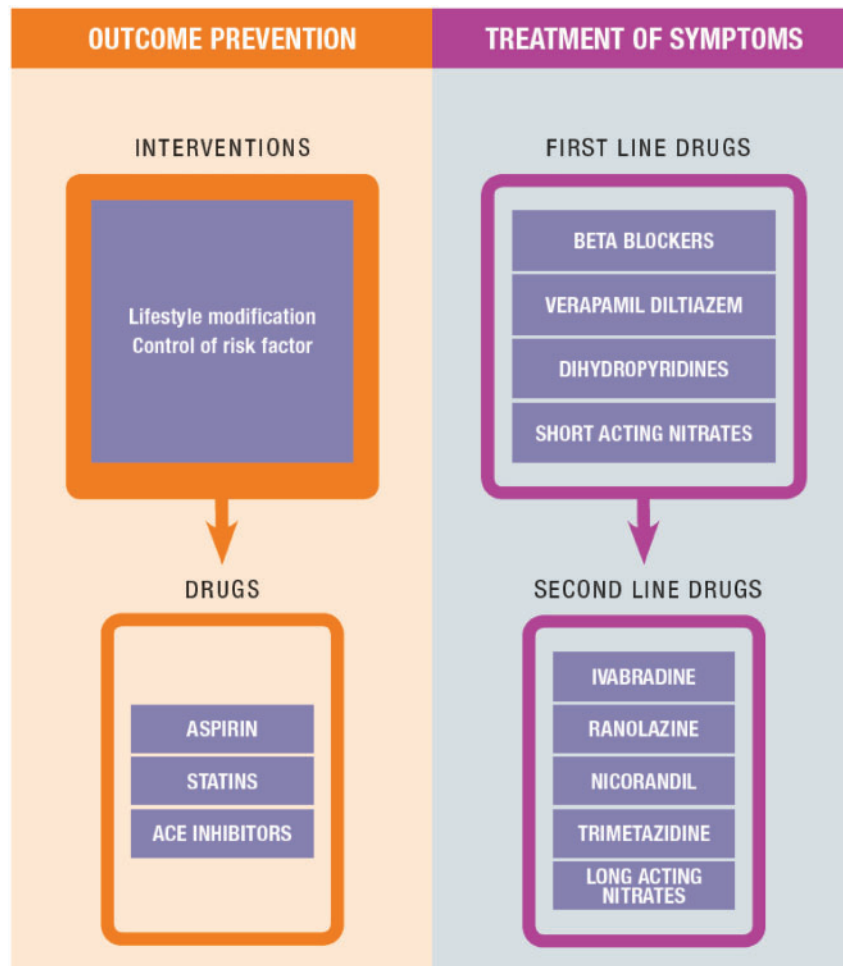 OUTCOME PREVENTION
INTERVENTIONS
Lifestyle modification
Control of risk factor
DRUGS
ASPIRIN
STATINS
ACE INHIBITORS
TREATMENT OF SYMPTOMS
FIRST LINE DRUGS
BETA BLOCKERS
VERAPAMIL DILTIAZEM
DIHYDROPYRIDINES
SHORT ACTING NITRATES
SECOND LINE DRUGS
IVABRADINE
RANOLAZINE
NICORANDIL
TRIMETAZIDINE
LONG ACTING
NITRATES